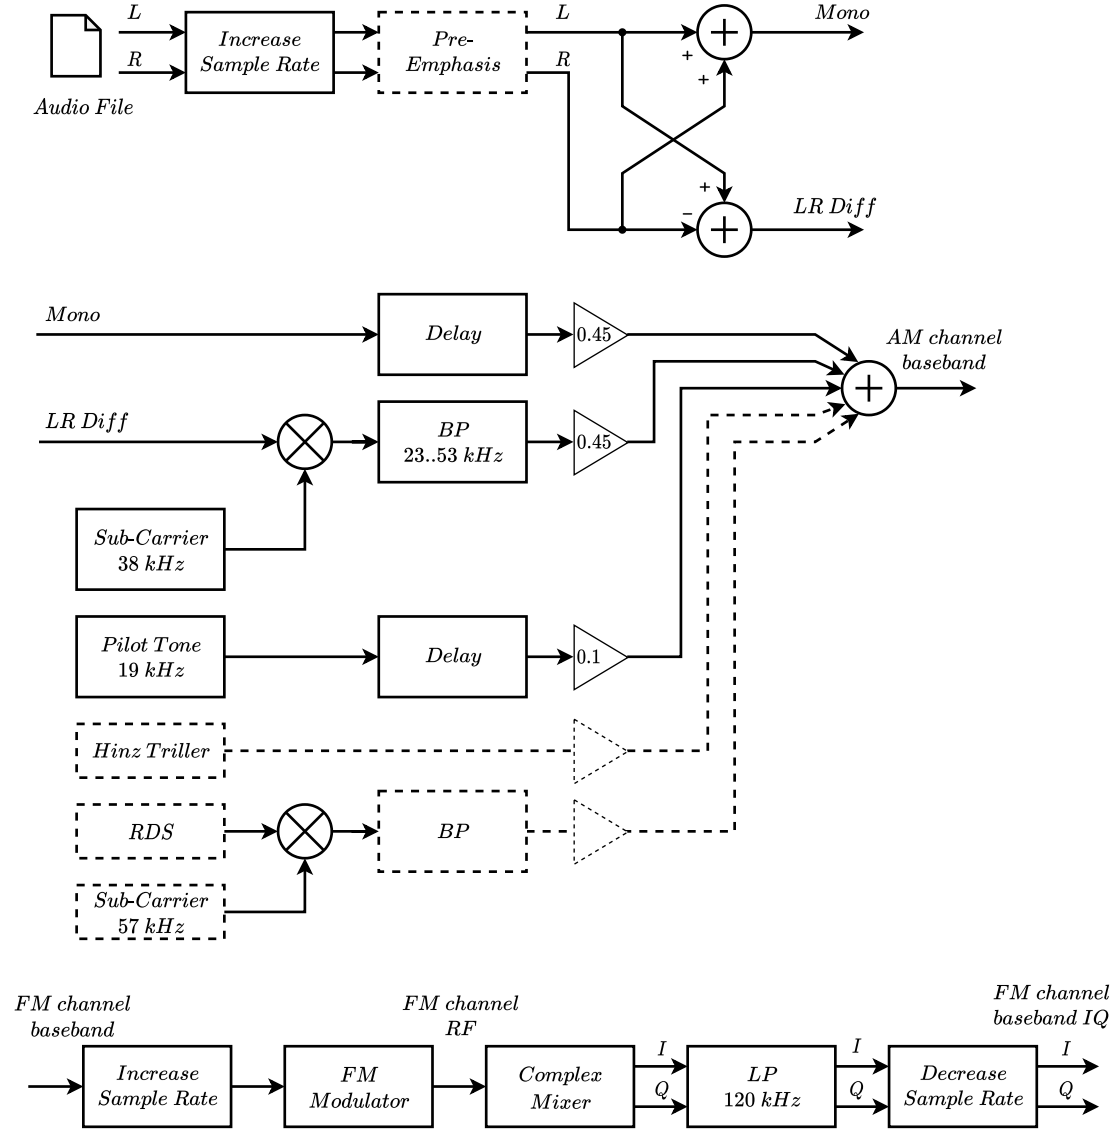 L
Mono
Increase
Sample Rate
Pre-
Emphasis
L
R
R
+
+
Audio File
+
−
LR Diff
Mono
Delay
0.45
AM channel
baseband
LR Diff
BP
23..53 kHz
0.45
Sub-Carrier
38 kHz
Pilot Tone
19 kHz
Delay
0.1
Hinz Triller
RDS
BP
Sub-Carrier
57 kHz
FM channel
baseband
FM channel
RF
FM channel
baseband IQ
Increase
Sample Rate
FM
Modulator
Complex
Mixer
I
Q
LP
120 kHz
I
Q
Decrease
Sample Rate
I
Q